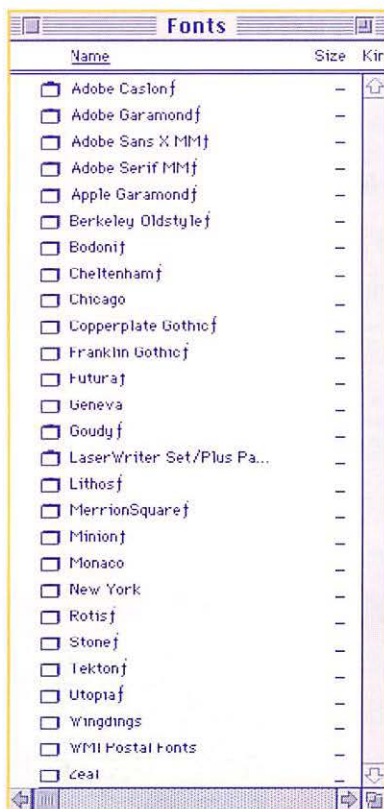 Fonts
Name Size Kin
Adobe Caslonƒ –
Adobe Garamondƒ –
Adobe Sans X MMƒ –
Adobe Serif MMƒ –
Apple Garamondƒ –
Berkeley Oldstyleƒ –
Bodoniƒ –
Cheltenhamƒ –
Chicago –
Copperplate Gothicƒ –
Franklin Gothicƒ –
Futuraƒ –
Geneva –
Goudyƒ –
LaserWriter Set/Plus Pa... –
Lithosƒ –
MerrionSquareƒ –
Minionƒ –
Monaco –
New York –
Rotisƒ –
Stoneƒ –
Tektonƒ –
Utopiaƒ –
Wingdings –
WMI Postal Fonts –
Zeal –